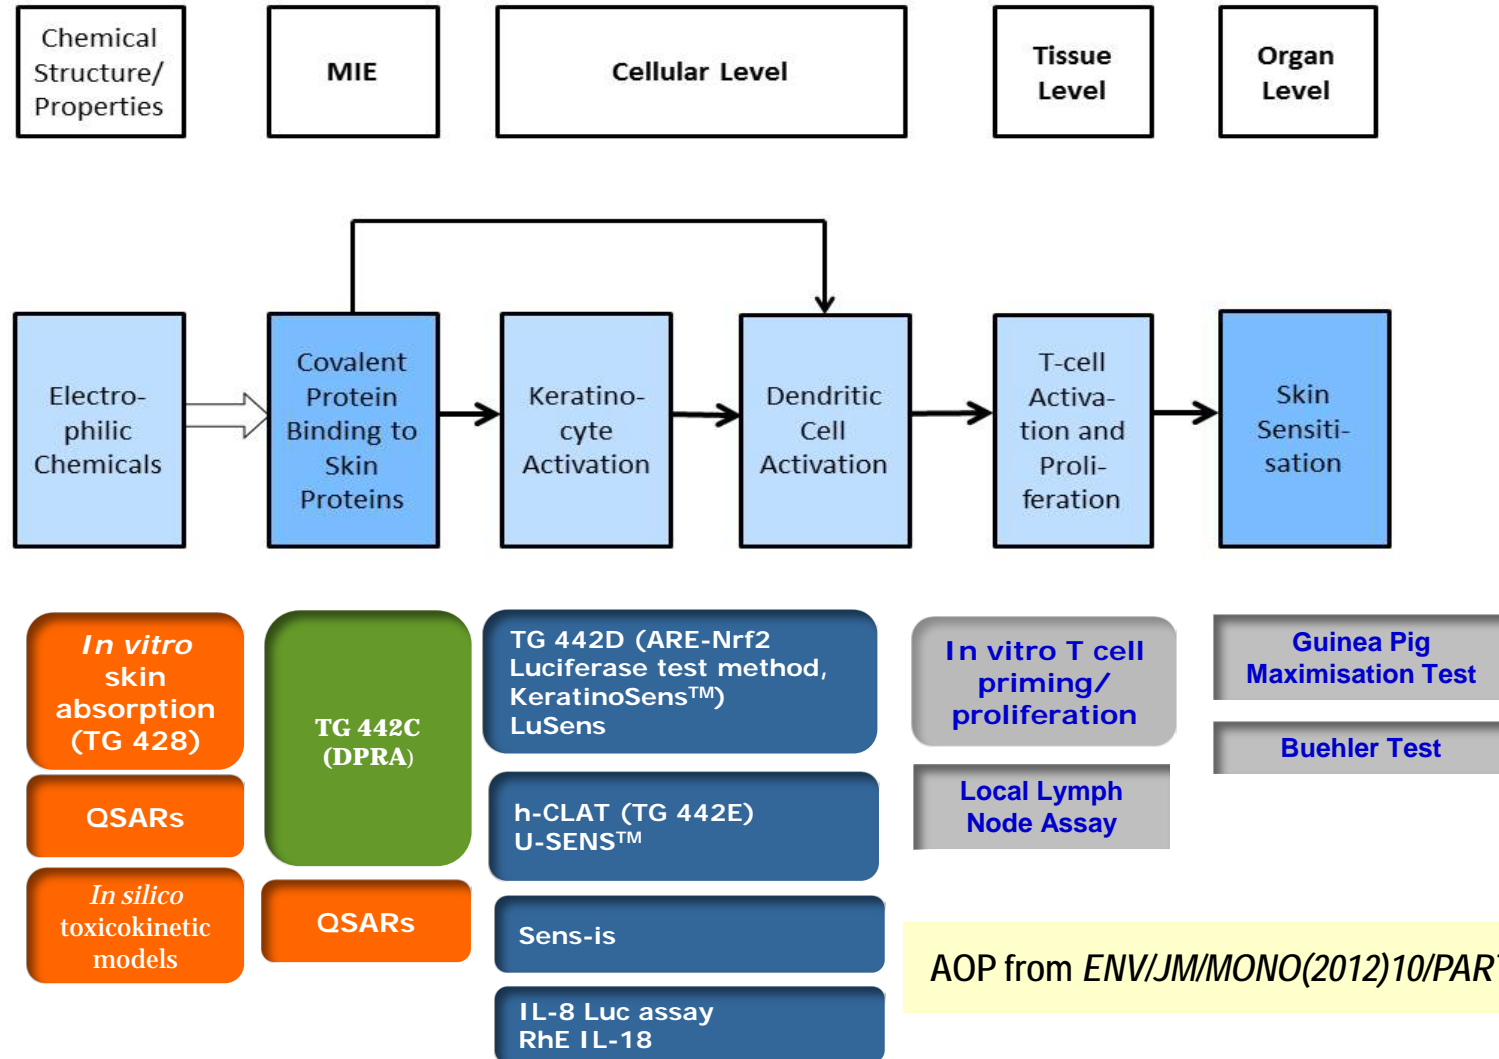 Chemical
Structure/
Properties
MIE
Cellular Level
Tissue
Level
Organ
Level
Electro-
philic
Chemicals
Covalent
Protein
Binding to
Skin
Proteins
Keratino-
cyte
Activation
Dendritic
Cell
Activation
T-cell
Activa-
tion and
Proli-
feration
Skin
Sensiti-
sation
In vitro
skin
absorption
(TG 428)
QSARs
In silico
toxicokinetic
models
TG 442C
(DPRA)
QSARs
TG 442D (ARE-Nrf2
Luciferase test method,
KeratinoSens™)
LuSens
h-CLAT (TG 442E)
U-SENS™
Sens-is
IL-8 Luc assay
RhE IL-18
In vitro T cell
priming/
proliferation
Local Lymph
Node Assay
Guinea Pig
Maximisation Test
Buehler Test
AOP from ENV/JM/MONO(2012)10/PART